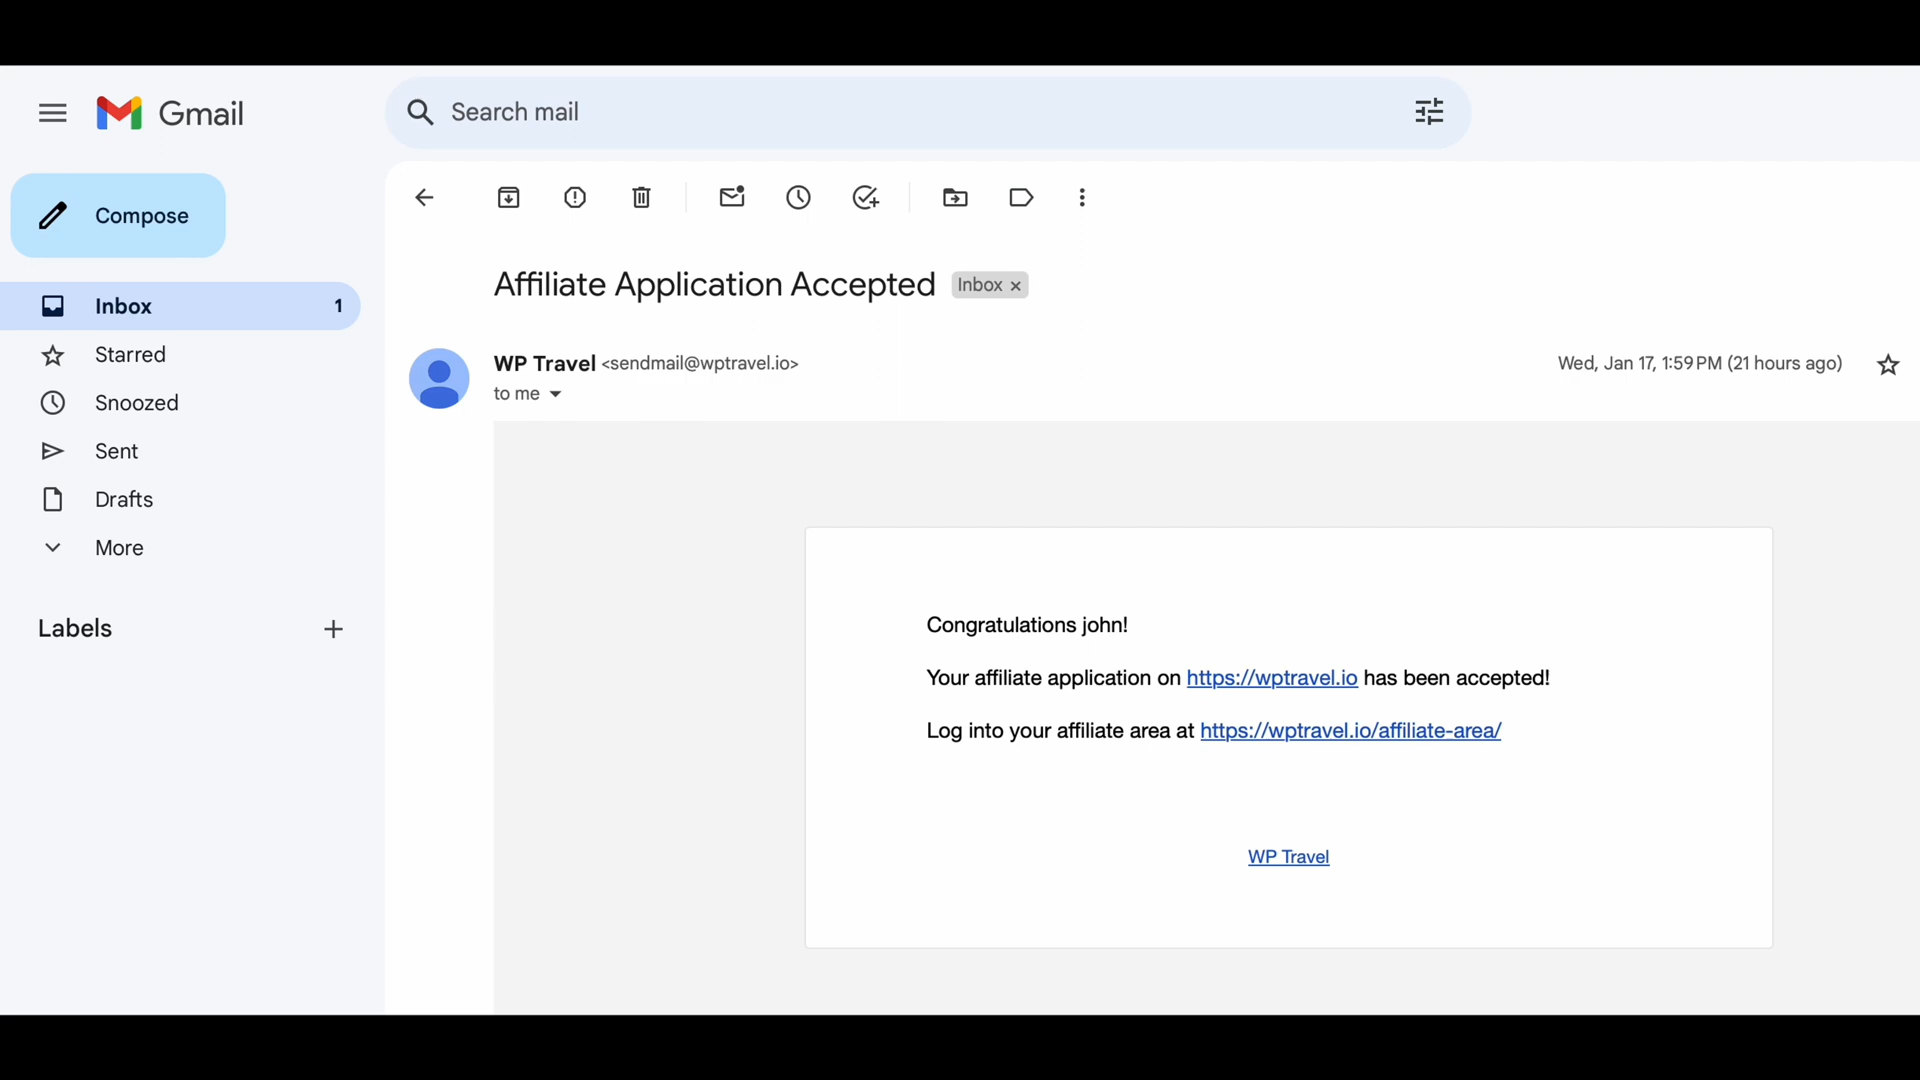 Gmail
Search mail
Compose
Inbox 1
Starred
Snoozed
Sent
Drafts
More
Labels
Affiliate Application Accepted Inbox ×
WP Travel <sendmail@wptravel.io> Wed, Jan 17, 1:59 PM (21 hours ago)
to me
Congratulations john!
Your affiliate application on https://wptravel.io has been accepted!
Log into your affiliate area at https://wptravel.io/affiliate-area/
WP Travel